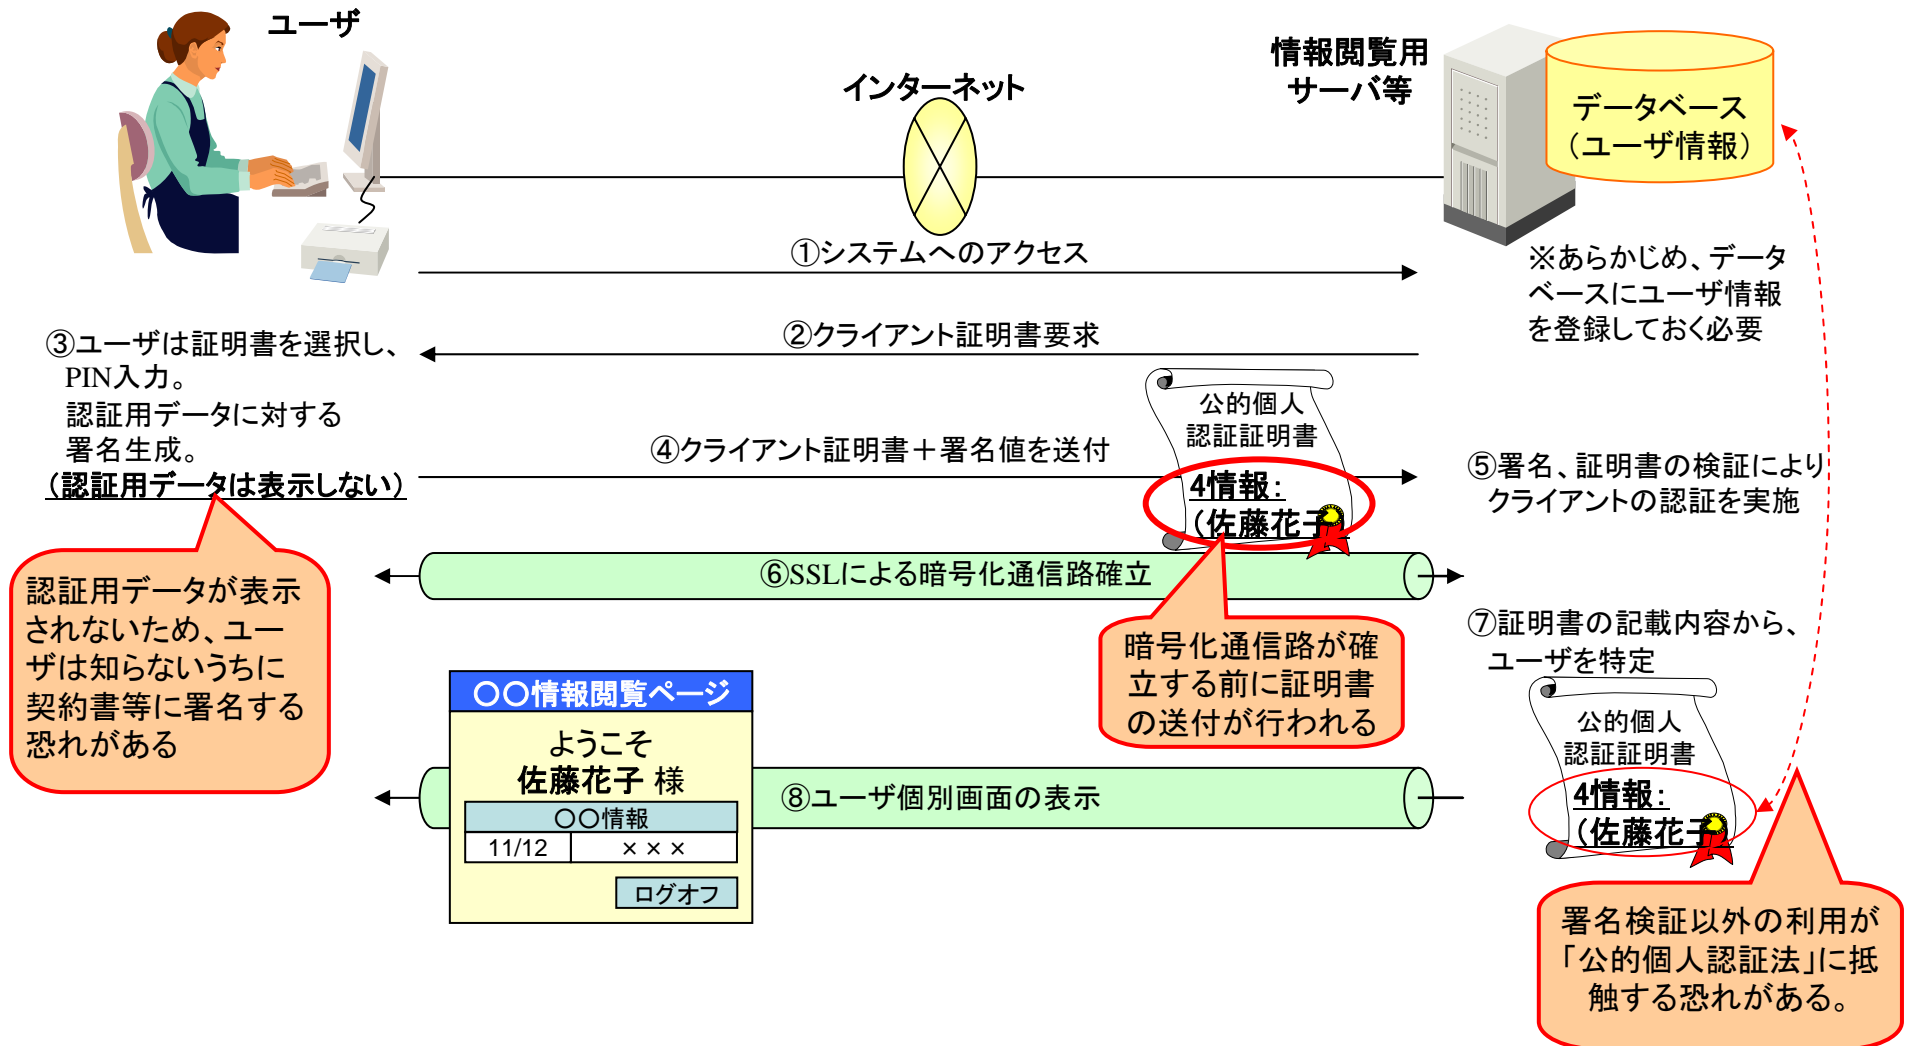 ユーザ
情報閲覧用
サーバ等
インターネット
データベース
（ユーザ情報）
①システムへのアクセス
※あらかじめ、データ
ベースにユーザ情報
を登録しておく必要
②クライアント証明書要求
③ユーザは証明書を選択し、
PIN入力。
認証用データに対する
署名生成。
（認証用データは表示しない）
公的個人
認証証明書
4情報：
（佐藤花子）
④クライアント証明書＋署名値を送付
⑤署名、証明書の検証により
クライアントの認証を実施
⑥SSLによる暗号化通信路確立
認証用データが表示
されないため、ユー
ザは知らないうちに
契約書等に署名する
恐れがある
暗号化通信路が確
立する前に証明書
の送付が行われる
⑦証明書の記載内容から、
ユーザを特定
公的個人
認証証明書
4情報：
（佐藤花子）
〇〇情報閲覧ページ
ようこそ
佐藤花子 様
〇〇情報
11/12 ×××
ログオフ
⑧ユーザ個別画面の表示
署名検証以外の利用が
「公的個人認証法」に抵
触する恐れがある。